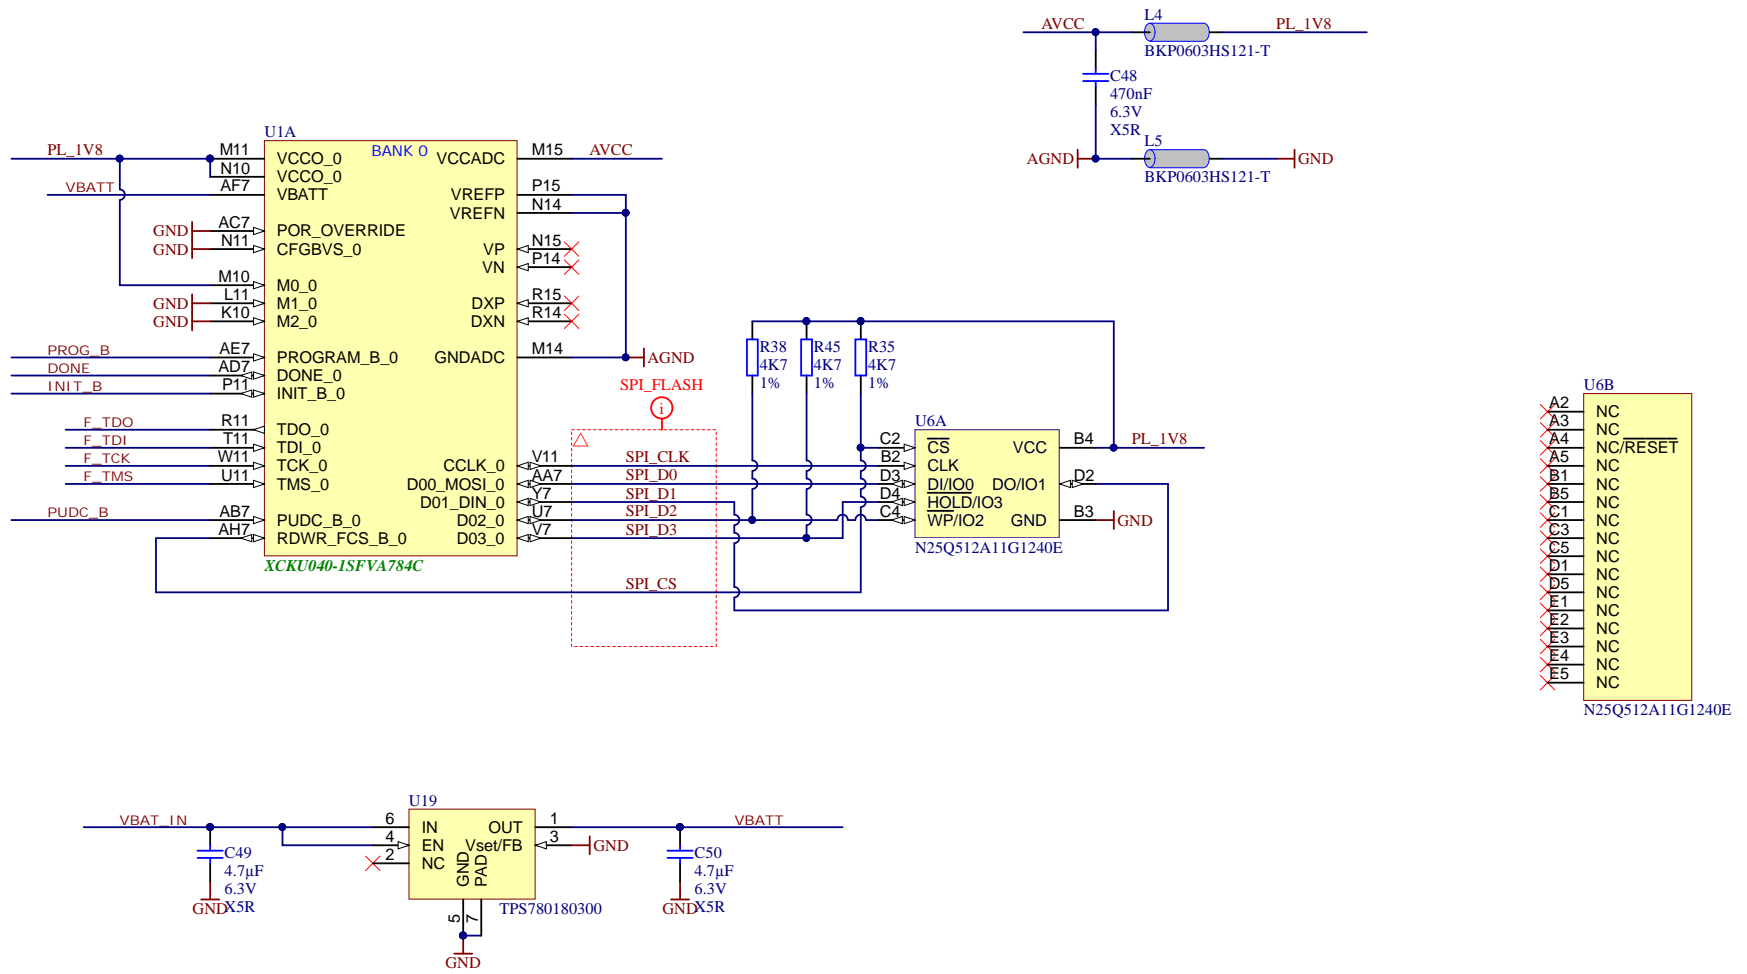 AVCC
L4
PL_1V8
BKP0603HS121-T
C48
470nF
6.3V
X5R
L5
AGND
GND
BKP0603HS121-T
U1A
BANK 0
PL_1V8
M11
VCCO_0
N10
VCCO_0
VBATT
AF7
VBATT
GND
AC7
POR_OVERRIDE
GND
N11
CFGBVS_0
M10
M0_0
GND
L11
M1_0
GND
K10
M2_0
PROG_B
AE7
PROGRAM_B_0
DONE
AD7
DONE_0
INIT_B
P11
INIT_B_0
F_TDO
R11
TDO_0
F_TDI
T11
TDI_0
F_TCK
W11
TCK_0
F_TMS
U11
TMS_0
PUDC_B
AB7
PUDC_B_0
AH7
RDWR_FCS_B_0
VCCADC
M15
AVCC
VREFP
P15
VREFN
N14
VP
N15
VN
P14
DXP
R15
DXN
R14
GNDADC
M14
AGND
CCLK_0
V11
D00_MOSI_0
AA7
D01_DIN_0
Y7
D02_0
U7
D03_0
V7
XCKU040-1SFVA784C
SPI_FLASH
i
SPI_CLK
SPI_D0
SPI_D1
SPI_D2
SPI_D3
SPI_CS
R38
4K7
1%
R45
4K7
1%
R35
4K7
1%
U6A
C2
CS
B2
CLK
D3
DI/IO0
D4
HOLD/IO3
C4
WP/IO2
VCC
B4
PL_1V8
DO/IO1
D2
GND
B3
GND
N25Q512A11G1240E
U6B
A2
NC
A3
NC
A4
NC/RESET
A5
NC
B1
NC
B5
NC
C1
NC
C3
NC
C5
NC
D1
NC
D5
NC
E1
NC
E2
NC
E3
NC
E4
NC
E5
NC
N25Q512A11G1240E
U19
VBAT_IN
6
IN
4
EN
2
NC
OUT
1
VBATT
Vset/FB
3
GND
GND
PAD
5
7
GND
TPS780180300
C49
4.7µF
6.3V
X5R
GND
C50
4.7µF
6.3V
X5R
GND